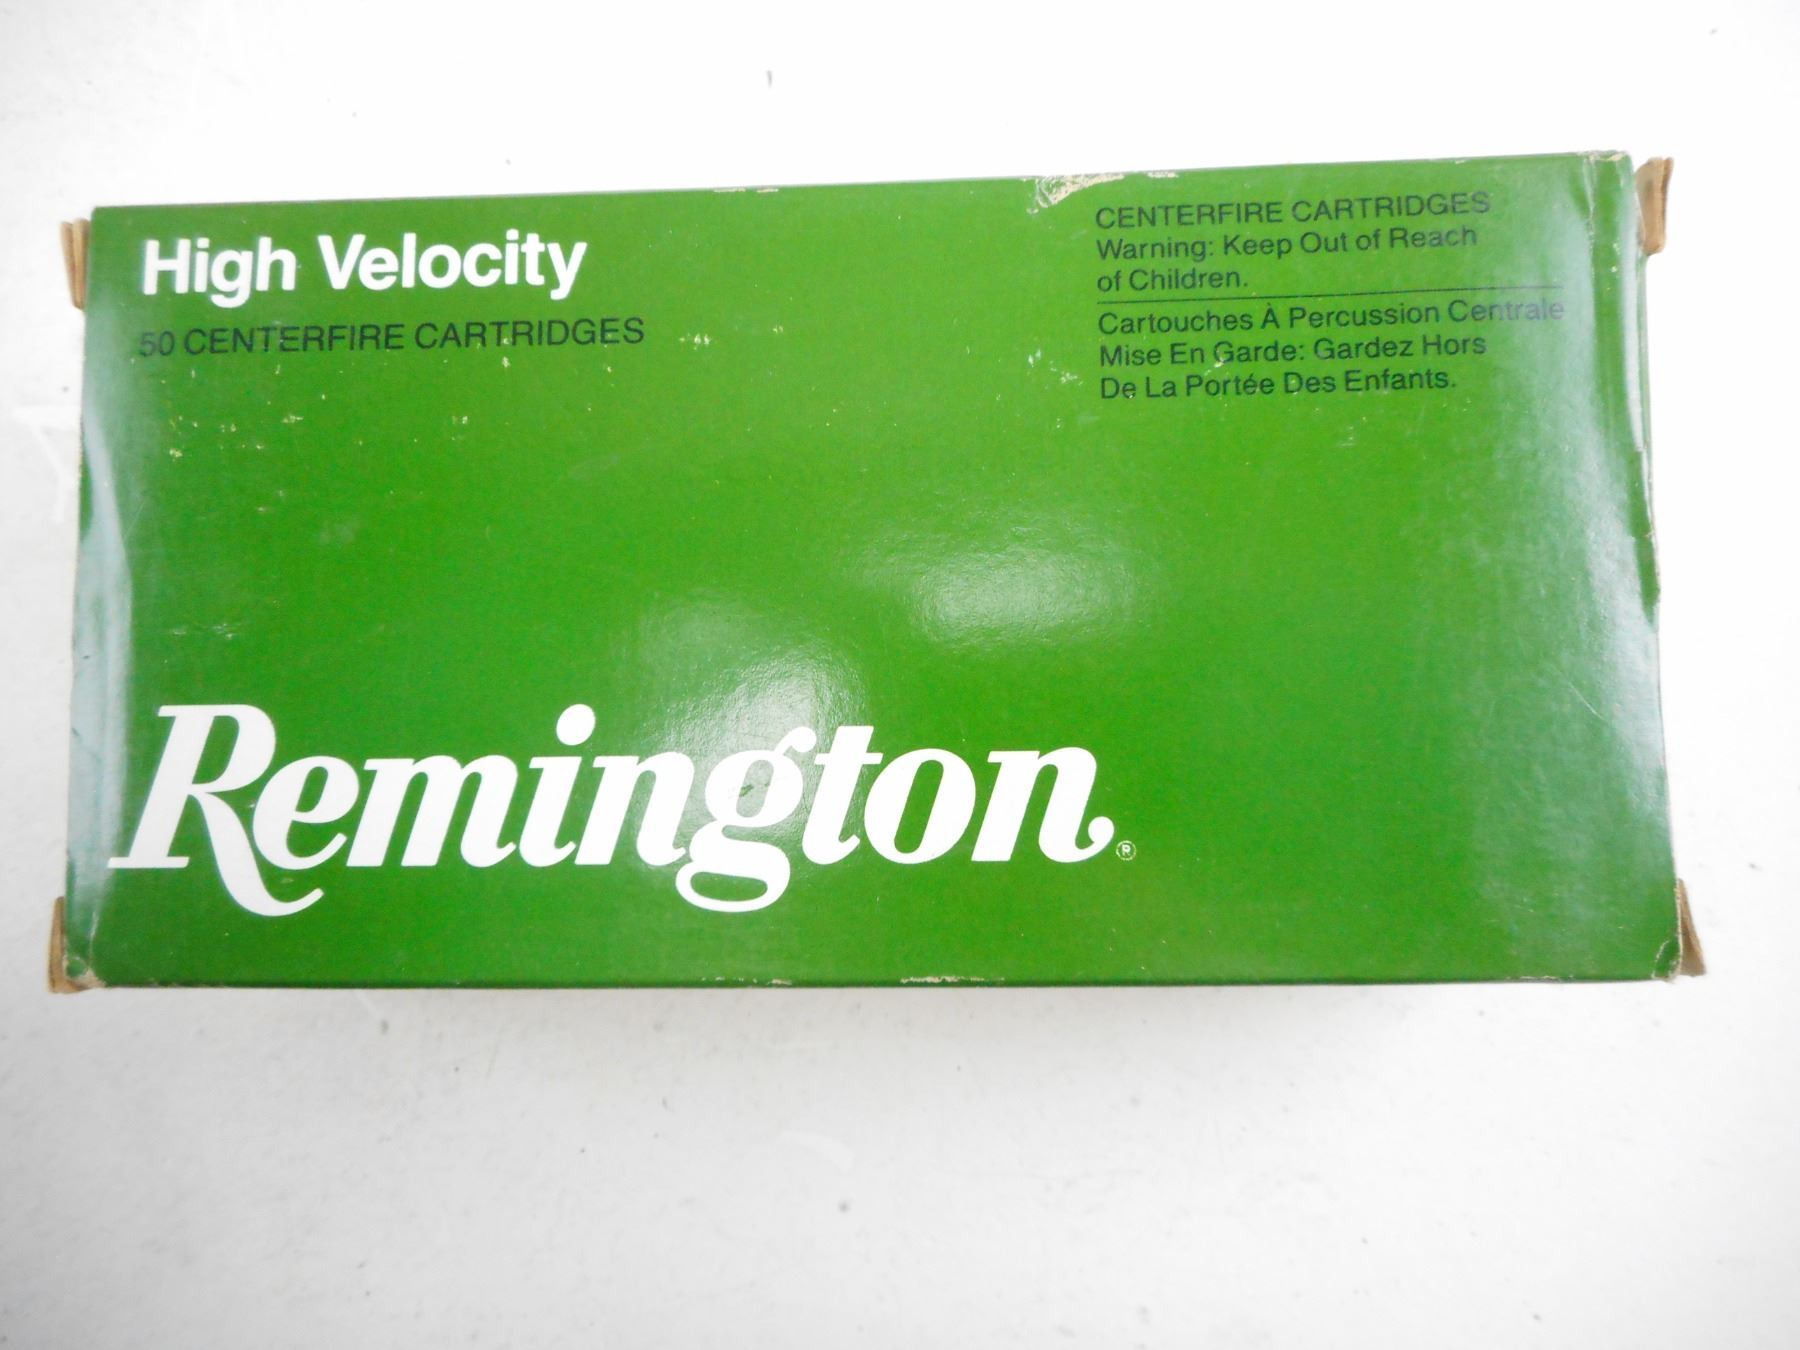 High Velocity
50 CENTERFIRE CARTRIDGES
CENTERFIRE CARTRIDGES
Warning: Keep Out of Reach
of Children.
Cartouches À Percussion Centrale
Mise En Garde: Gardez Hors
De La Portée Des Enfants.
Remington®